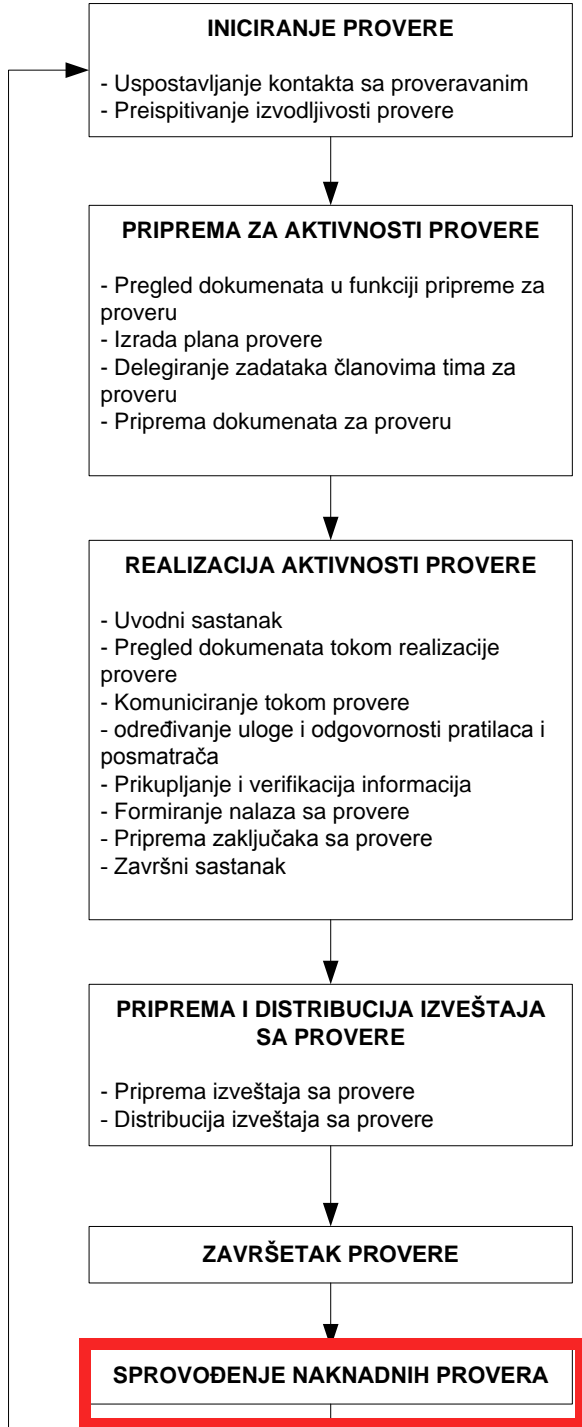 INICIRANJE PROVERE
- Uspostavljanje kontakta sa proveravanim
- Preispitivanje izvodljivosti provere
PRIPREMA ZA AKTIVNOSTI PROVERE
- Pregled dokumenata u funkciji pripreme za
proveru
- Izrada plana provere
- Delegiranje zadataka članovima tima za
proveru
- Priprema dokumenata za proveru
REALIZACIJA AKTIVNOSTI PROVERE
- Uvodni sastanak
- Pregled dokumenata tokom realizacije
provere
- Komuniciranje tokom provere
- određivanje uloge i odgovornosti pratilaca i
posmatrača
- Prikupljanje i verifikacija informacija
- Formiranje nalaza sa provere
- Priprema zaključaka sa provere
- Završni sastanak
PRIPREMA I DISTRIBUCIJA IZVEŠTAJA
SA PROVERE
- Priprema izveštaja sa provere
- Distribucija izveštaja sa provere
ZAVRŠETAK PROVERE
SPROVOĐENJE NAKNADNIH PROVERA